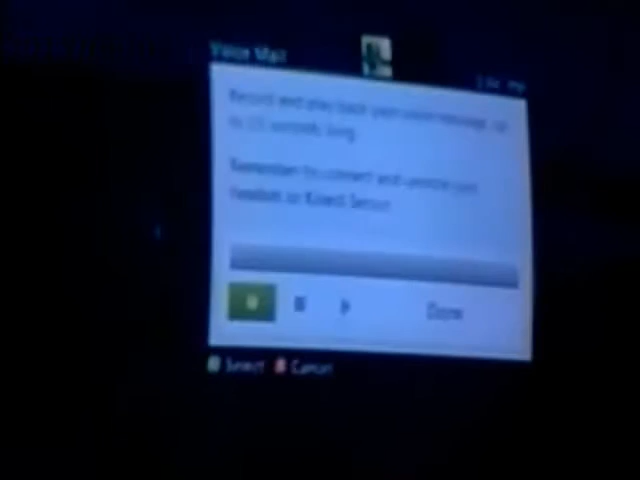 Voice Mail
Record and play back your voice message, up
to 15 seconds long.
Remember to connect and unmute your
headset or Kinect Sensor.
Done
Select Cancel